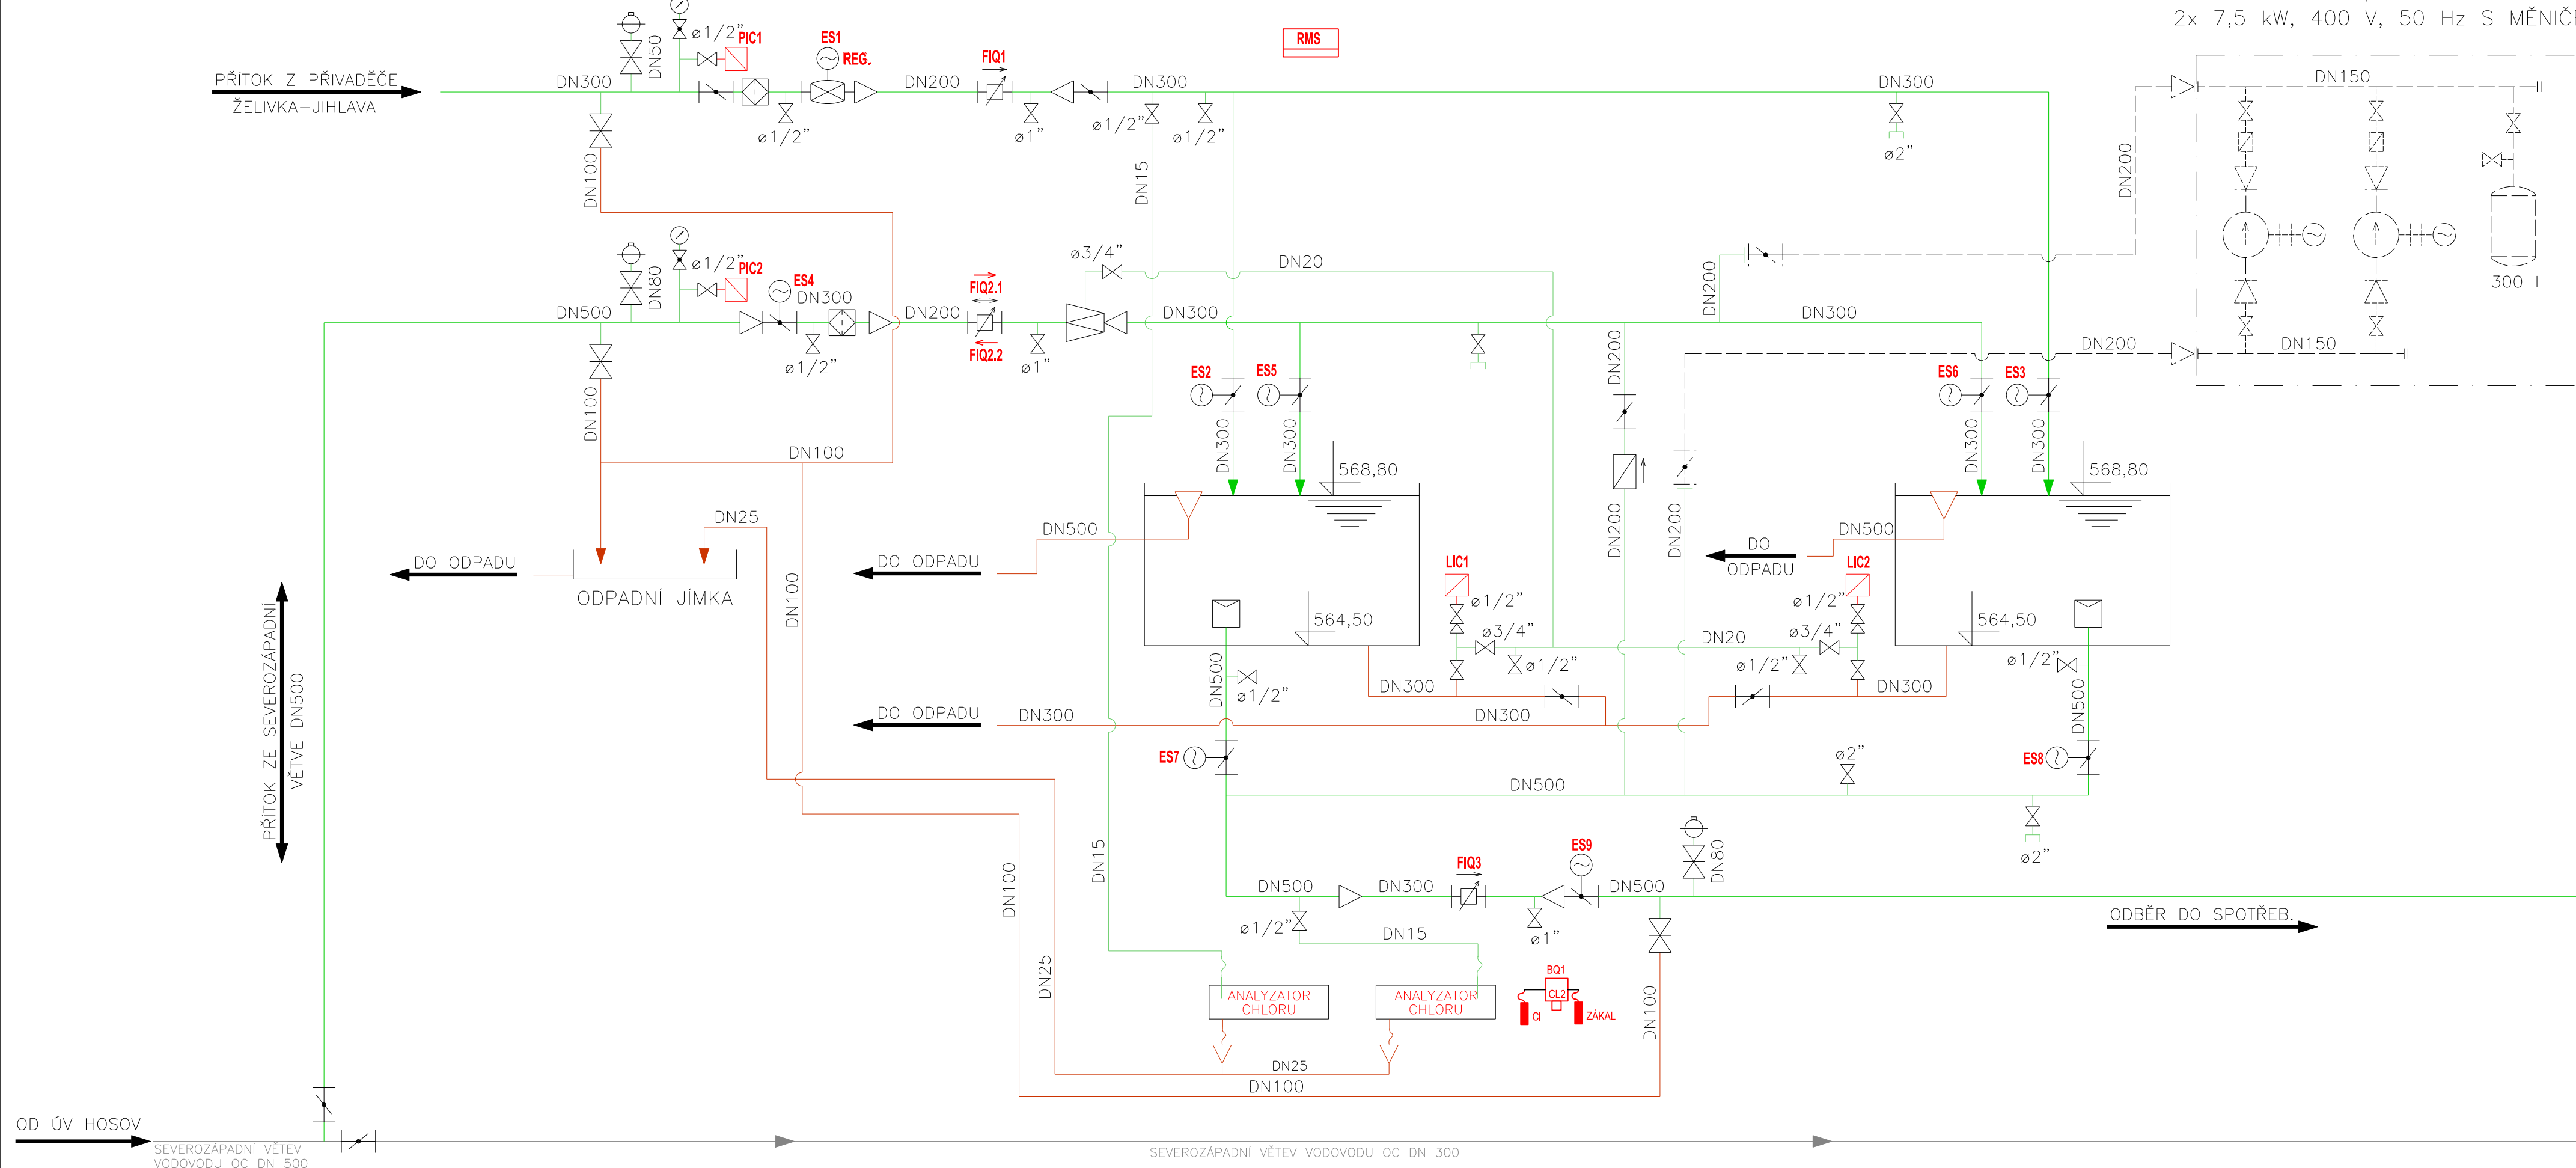 2x 7,5 kW, 400 V, 50 Hz S MĚNIČ
RMS
PŘÍTOK Z PŘIVADĚČE
ŽELIVKA–JIHLAVA
DN300
DN50
ø1/2"
PIC1
ES1
REG.
DN200
FIQ1
DN300
DN300
DN150
ø1/2"
ø1"
ø1/2"
ø1/2"
ø2"
DN100
DN15
DN200
DN500
DN80
ø1/2"
PIC2
ES4
DN300
ø1/2"
DN200
FIQ2.1
FIQ2.2
ø1"
ø3/4"
DN20
DN300
DN200
DN300
300 l
DN200
DN150
DN100
DN100
ES2
ES5
DN200
ES6
ES3
DN300
DN300
DN300
DN300
568,80
568,80
DN25
DO ODPADU
ODPADNÍ JÍMKA
DN500
DO ODPADU
DN200
DN200
DN500
DO
ODPADU
LIC1
LIC2
ø1/2"
ø1/2"
564,50
564,50
ø3/4"
DN20
ø3/4"
ø1/2"
ø1/2"
ø1/2"
DN100
DN500
ø1/2"
DN300
DN300
DN500
DO ODPADU
DN300
DN300
PŘÍTOK ZE SEVEROZÁPADNÍ
VĚTVE DN500
ES7
ES8
ø2"
DN500
ø2"
DN15
DN100
DN500
DN300
FIQ3
ES9
DN500
DN80
ø1/2"
DN15
ø1"
ODBĚR DO SPOTŘEB.
DN25
DN100
ANALYZATOR
CHLORU
ANALYZATOR
CHLORU
BQ1
CL2
Cl
ZÁKAL
DN25
DN100
OD ÚV HOSOV
SEVEROZÁPADNÍ VĚTEV
VODOVODU OC DN 500
SEVEROZÁPADNÍ VĚTEV VODOVODU OC DN 300